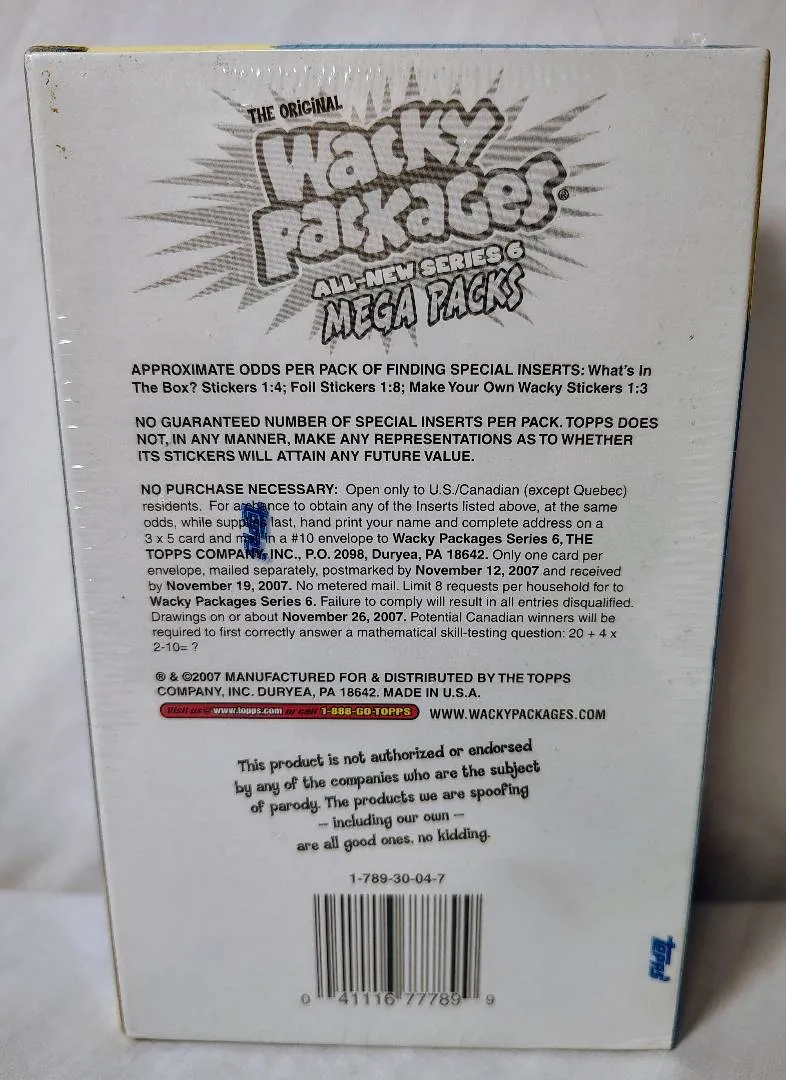 THE ORIGINAL
Wacky
Packages®
ALL-NEW SERIES 6
MEGA PACKS
APPROXIMATE ODDS PER PACK OF FINDING SPECIAL INSERTS: What's In
The Box? Stickers 1:4; Foil Stickers 1:8; Make Your Own Wacky Stickers 1:3
NO GUARANTEED NUMBER OF SPECIAL INSERTS PER PACK. TOPPS DOES
NOT, IN ANY MANNER, MAKE ANY REPRESENTATIONS AS TO WHETHER
ITS STICKERS WILL ATTAIN ANY FUTURE VALUE.
NO PURCHASE NECESSARY: Open only to U.S./Canadian (except Quebec)
residents. For a chance to obtain any of the Inserts listed above, at the same
odds, while supplies last, hand print your name and complete address on a
3 x 5 card and mail in a #10 envelope to Wacky Packages Series 6, THE
TOPPS COMPANY, INC., P.O. 2098, Duryea, PA 18642. Only one card per
envelope, mailed separately, postmarked by November 12, 2007 and received
by November 19, 2007. No metered mail. Limit 8 requests per household for to
Wacky Packages Series 6. Failure to comply will result in all entries disqualified.
Drawings on or about November 26, 2007. Potential Canadian winners will be
required to first correctly answer a mathematical skill-testing question: 20 + 4 x
2-10= ?
® & ©2007 MANUFACTURED FOR & DISTRIBUTED BY THE TOPPS
COMPANY, INC. DURYEA, PA 18642. MADE IN U.S.A.
Visit us @ www.topps.com or call 1-888-GO-TOPPS WWW.WACKYPACKAGES.COM
This product is not authorized or endorsed
by any of the companies who are the subject
of parody. The products we are spoofing
– including our own –
are all good ones, no kidding.
1-789-30-04-7
0 41116 77789 9
topps
topps